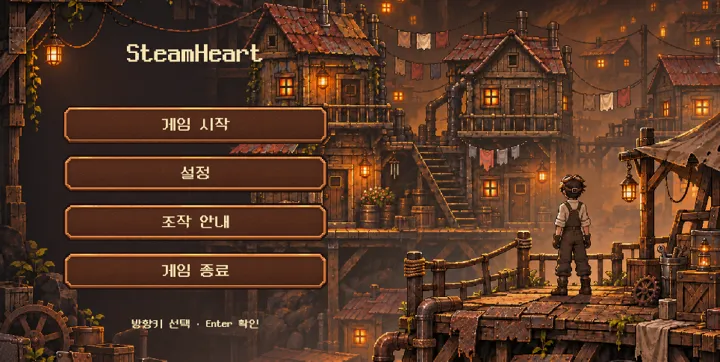 SteamHeart
게임 시작
설정
조작 안내
게임 종료
방향키 선택 · Enter 확인